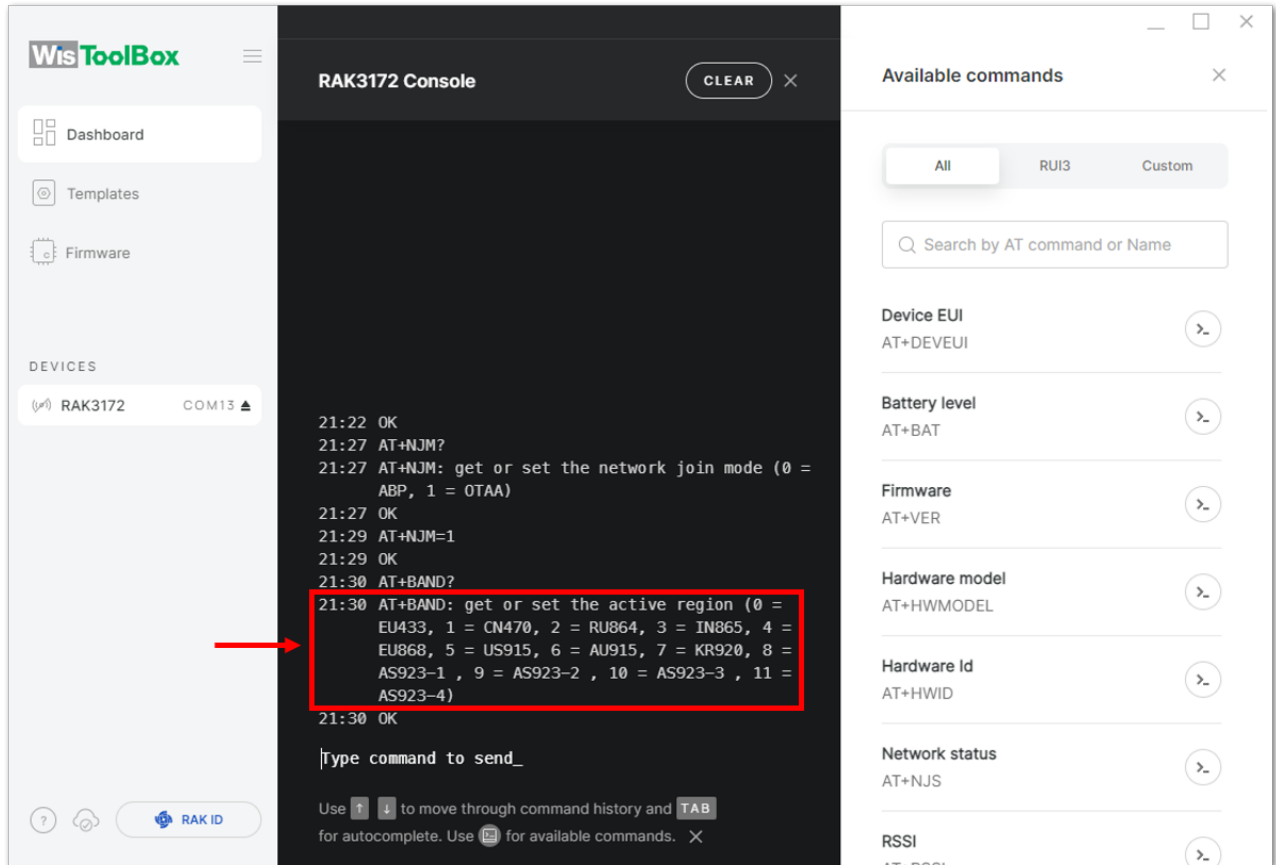 WisToolBox
Dashboard
Templates
Firmware
DEVICES
RAK3172 COM13
RAK ID
RAK3172 Console
CLEAR
21:22 OK
21:27 AT+NJM?
21:27 AT+NJM: get or set the network join mode (0 =
ABP, 1 = OTAA)
21:27 OK
21:29 AT+NJM=1
21:29 OK
21:30 AT+BAND?
21:30 AT+BAND: get or set the active region (0 =
EU433, 1 = CN470, 2 = RU864, 3 = IN865, 4 =
EU868, 5 = US915, 6 = AU915, 7 = KR920, 8 =
AS923-1 , 9 = AS923-2 , 10 = AS923-3 , 11 =
AS923-4)
21:30 OK
Type command to send_
Use ↑ ↓ to move through command history and TAB
for autocomplete. Use for available commands.
Available commands
All RUI3 Custom
Search by AT command or Name
Device EUI
AT+DEVEUI
Battery level
AT+BAT
Firmware
AT+VER
Hardware model
AT+HWMODEL
Hardware Id
AT+HWID
Network status
AT+NJS
RSSI